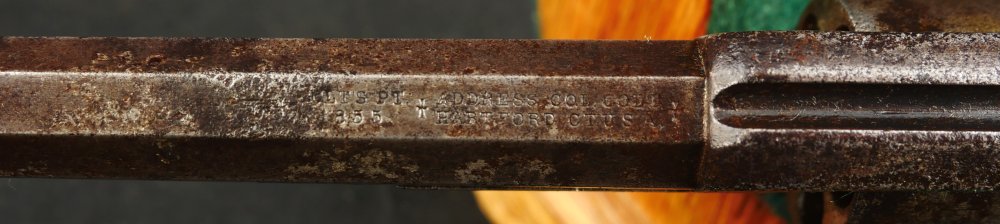 LTS PT. ADDRESS COL. COLT
1855. HARTFORD CT U.S.A.